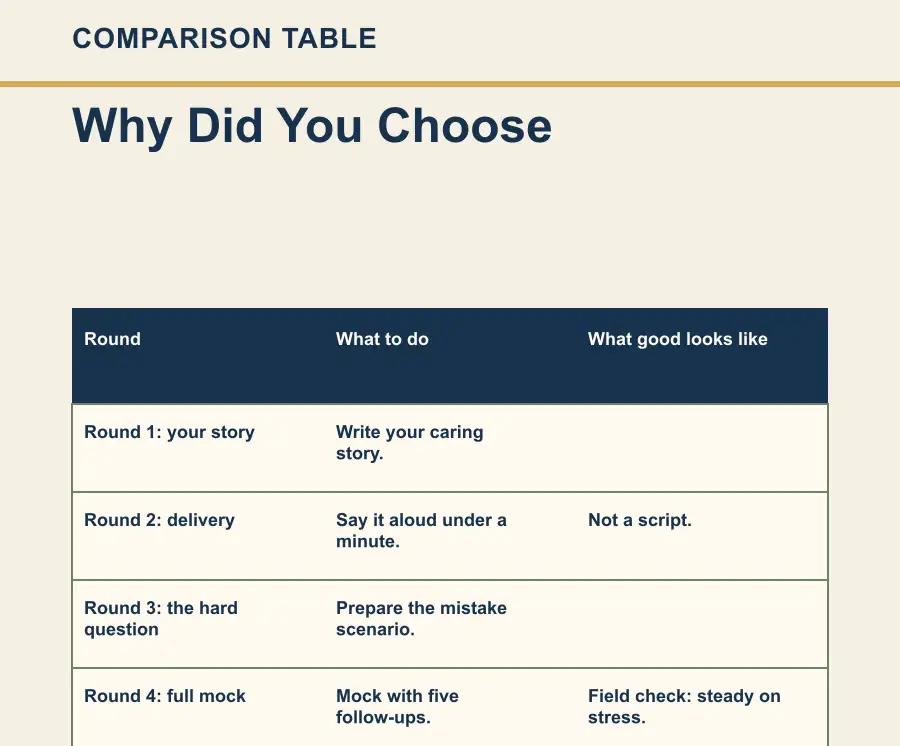 COMPARISON TABLE
Why Did You Choose
Round What to do What good looks like
Round 1: your story Write your caring
story.
Round 2: delivery Say it aloud under a Not a script.
minute.
Round 3: the hard Prepare the mistake
question scenario.
Round 4: full mock Mock with five Field check: steady on
follow-ups. stress.